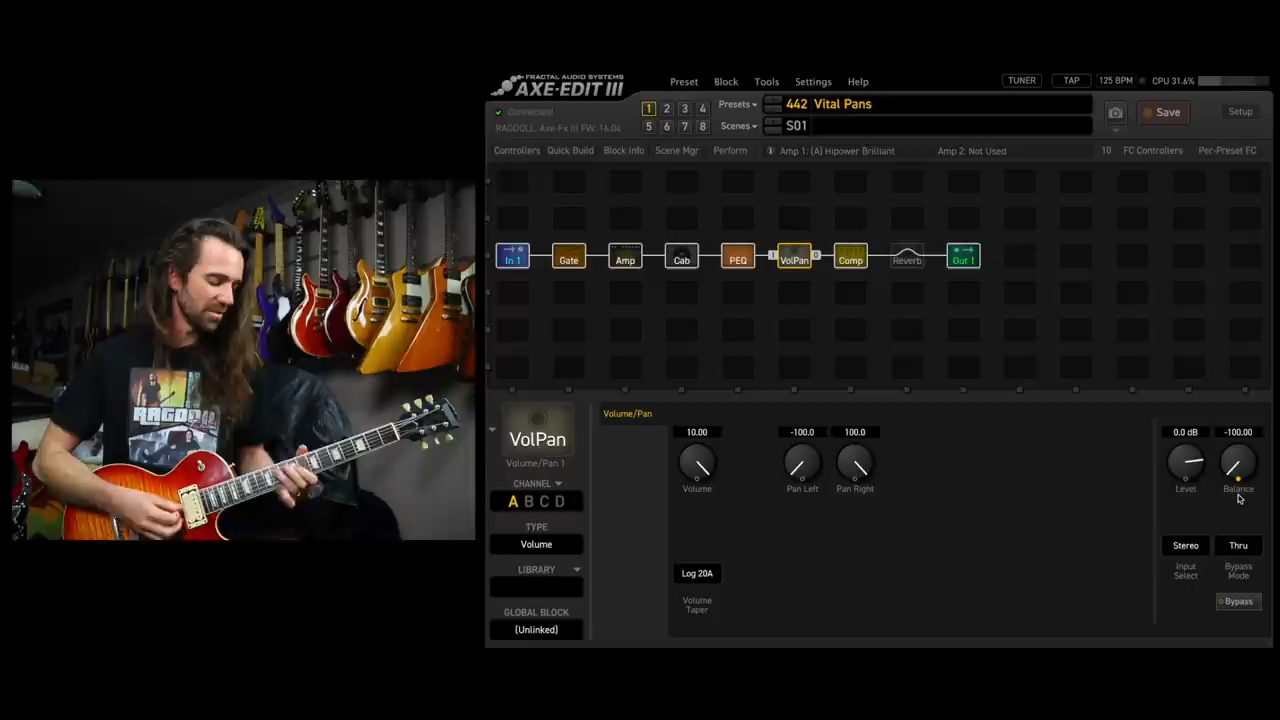 RAGDOLL
FRACTAL AUDIO SYSTEMS
AXE-EDIT III
Preset Block Tools Settings Help
TUNER TAP 125 BPM CPU 31.6%
Connected
RAGDOLL: Axe-Fx III FW: 16.04
1 2 3 4
5 6 7 8
Presets 442 Vital Pans
Scenes S01
Save Setup
Controllers Quick Build Block Info Scene Mgr Perform
Amp 1: (A) Hipower Brilliant Amp 2: Not Used
10 FC Controllers Per-Preset FC
In 1 Gate Amp Cab PEQ I VolPan O Comp Reverb Out 1
VolPan
Volume/Pan 1
CHANNEL
A B C D
TYPE
Volume
LIBRARY
GLOBAL BLOCK
(Unlinked)
Volume/Pan
10.00 -100.0 100.0
Volume Pan Left Pan Right
Log 20A
Volume
Taper
0.0 dB -100.00
Level Balance
Stereo Thru
Input Bypass
Select Mode
Bypass